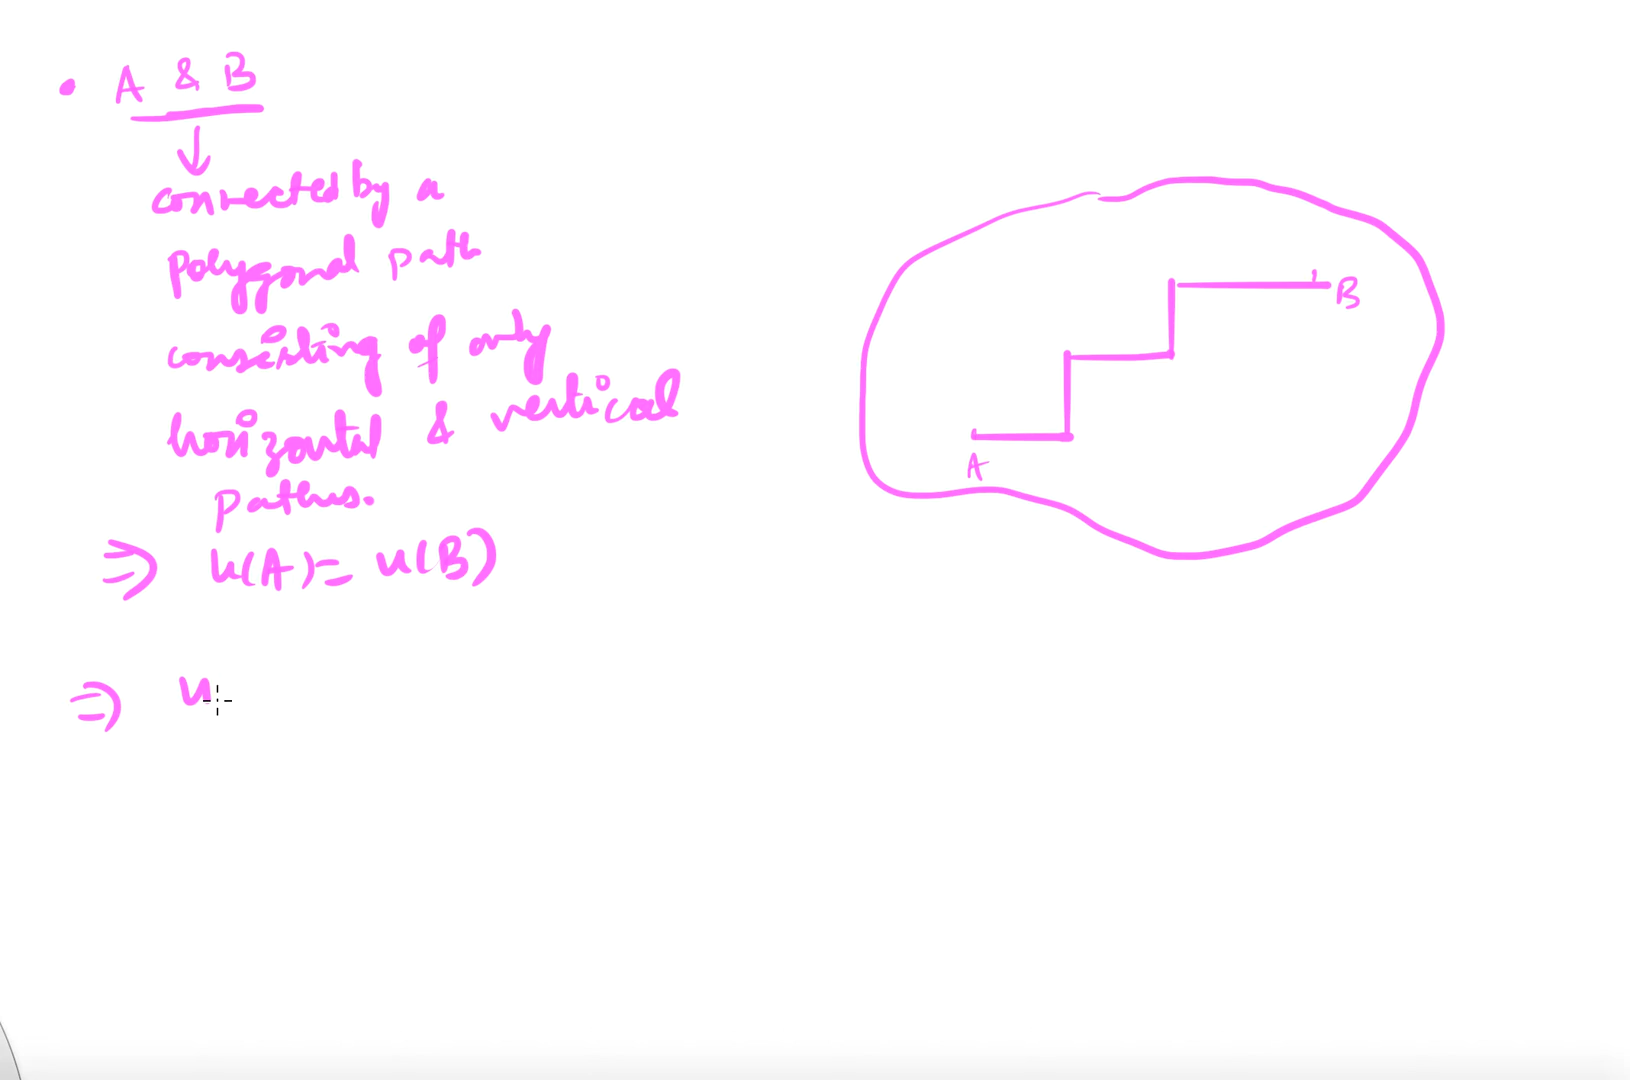 • A & B
↓
connected by a
polygonal path
consisting of only
horizontal & vertical
paths.
⇒ u(A) = u(B)
⇒ u
B
A